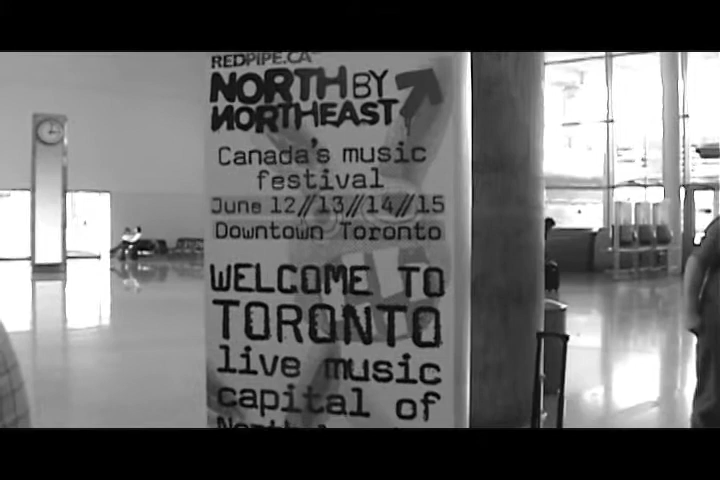 REDPIPE.CA
NORTH BY
NORTHEAST
Canada's music
festival
June 12//13//14//15
Downtown Toronto
WELCOME TO
TORONTO
live music
capital of